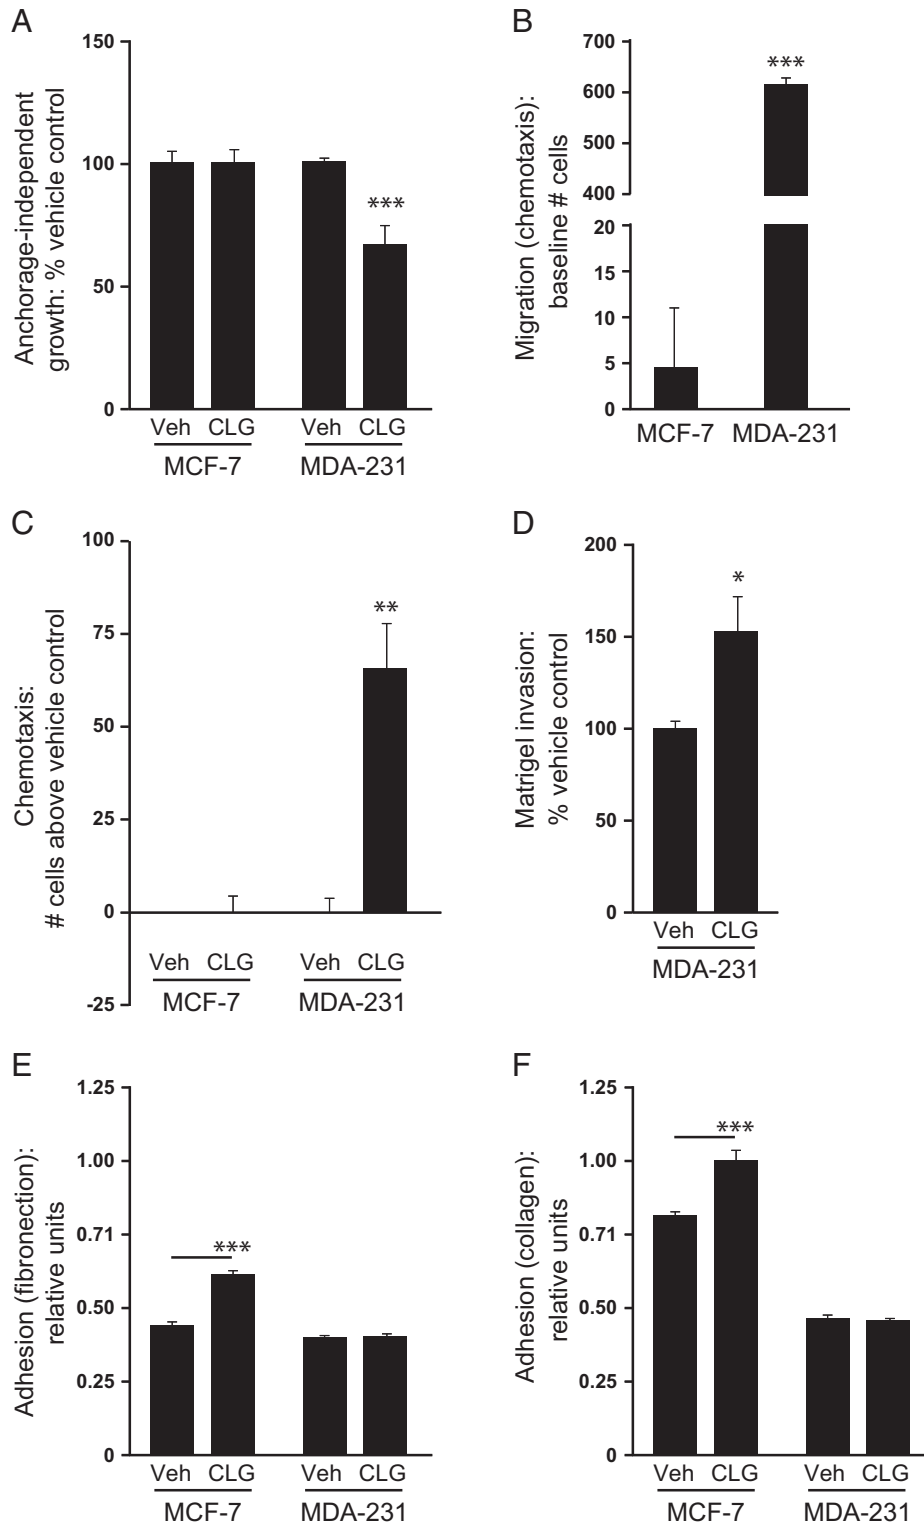 A
Anchorage-independent
growth: % vehicle control
150
100
50
0
***
Veh CLG Veh CLG
MCF-7 MDA-231
B
Migration (chemotaxis):
baseline # cells
700
600
500
400
20
15
10
5
0
***
MCF-7 MDA-231
C
Chemotaxis:
# cells above vehicle control
100
75
50
25
0
-25
**
Veh CLG Veh CLG
MCF-7 MDA-231
D
Matrigel invasion:
% vehicle control
200
150
100
50
0
*
Veh CLG
MDA-231
E
Adhesion (fibronection):
relative units
1.25
1.00
0.71
0.50
0.25
0
***
Veh CLG Veh CLG
MCF-7 MDA-231
F
Adhesion (collagen):
relative units
1.25
1.00
0.71
0.50
0.25
0
***
Veh CLG Veh CLG
MCF-7 MDA-231